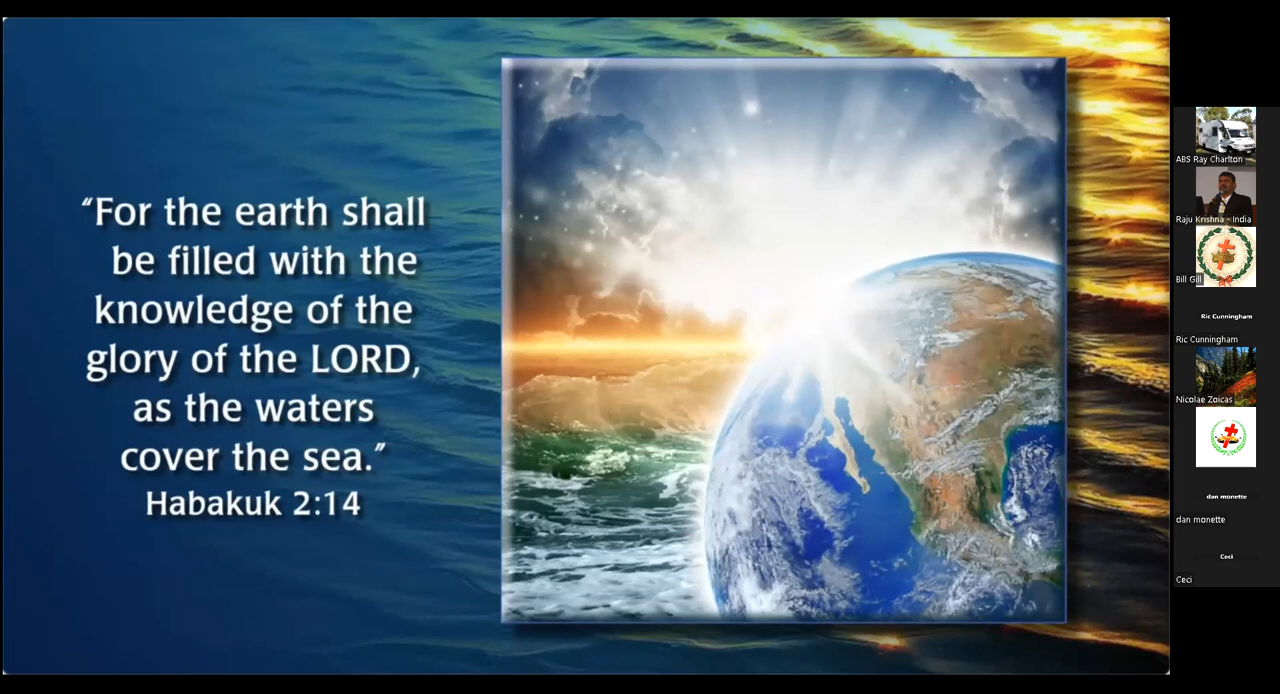 “For the earth shall
be filled with the
knowledge of the
glory of the LORD,
as the waters
cover the sea.”
Habakuk 2:14
ABS Ray Charlton
Raju Krishna - India
Bill Gill
Ric Cunningham
Ric Cunningham
Nicolae Zoicas
dan monette
dan monette
Ceci
Ceci